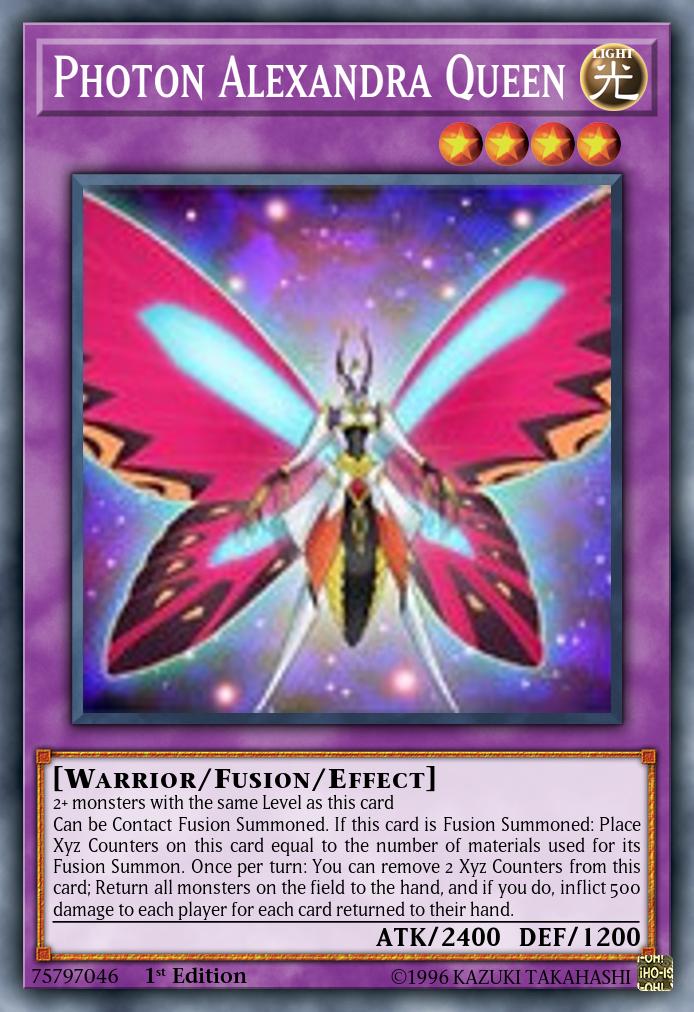 Photon Alexandra Queen
LIGHT
光
[Warrior/Fusion/Effect]
2+ monsters with the same Level as this card
Can be Contact Fusion Summoned. If this card is Fusion Summoned: Place
Xyz Counters on this card equal to the number of materials used for its
Fusion Summon. Once per turn: You can remove 2 Xyz Counters from this
card; Return all monsters on the field to the hand, and if you do, inflict 500
damage to each player for each card returned to their hand.
ATK/2400 DEF/1200
75797046 1st Edition ©1996 KAZUKI TAKAHASHI